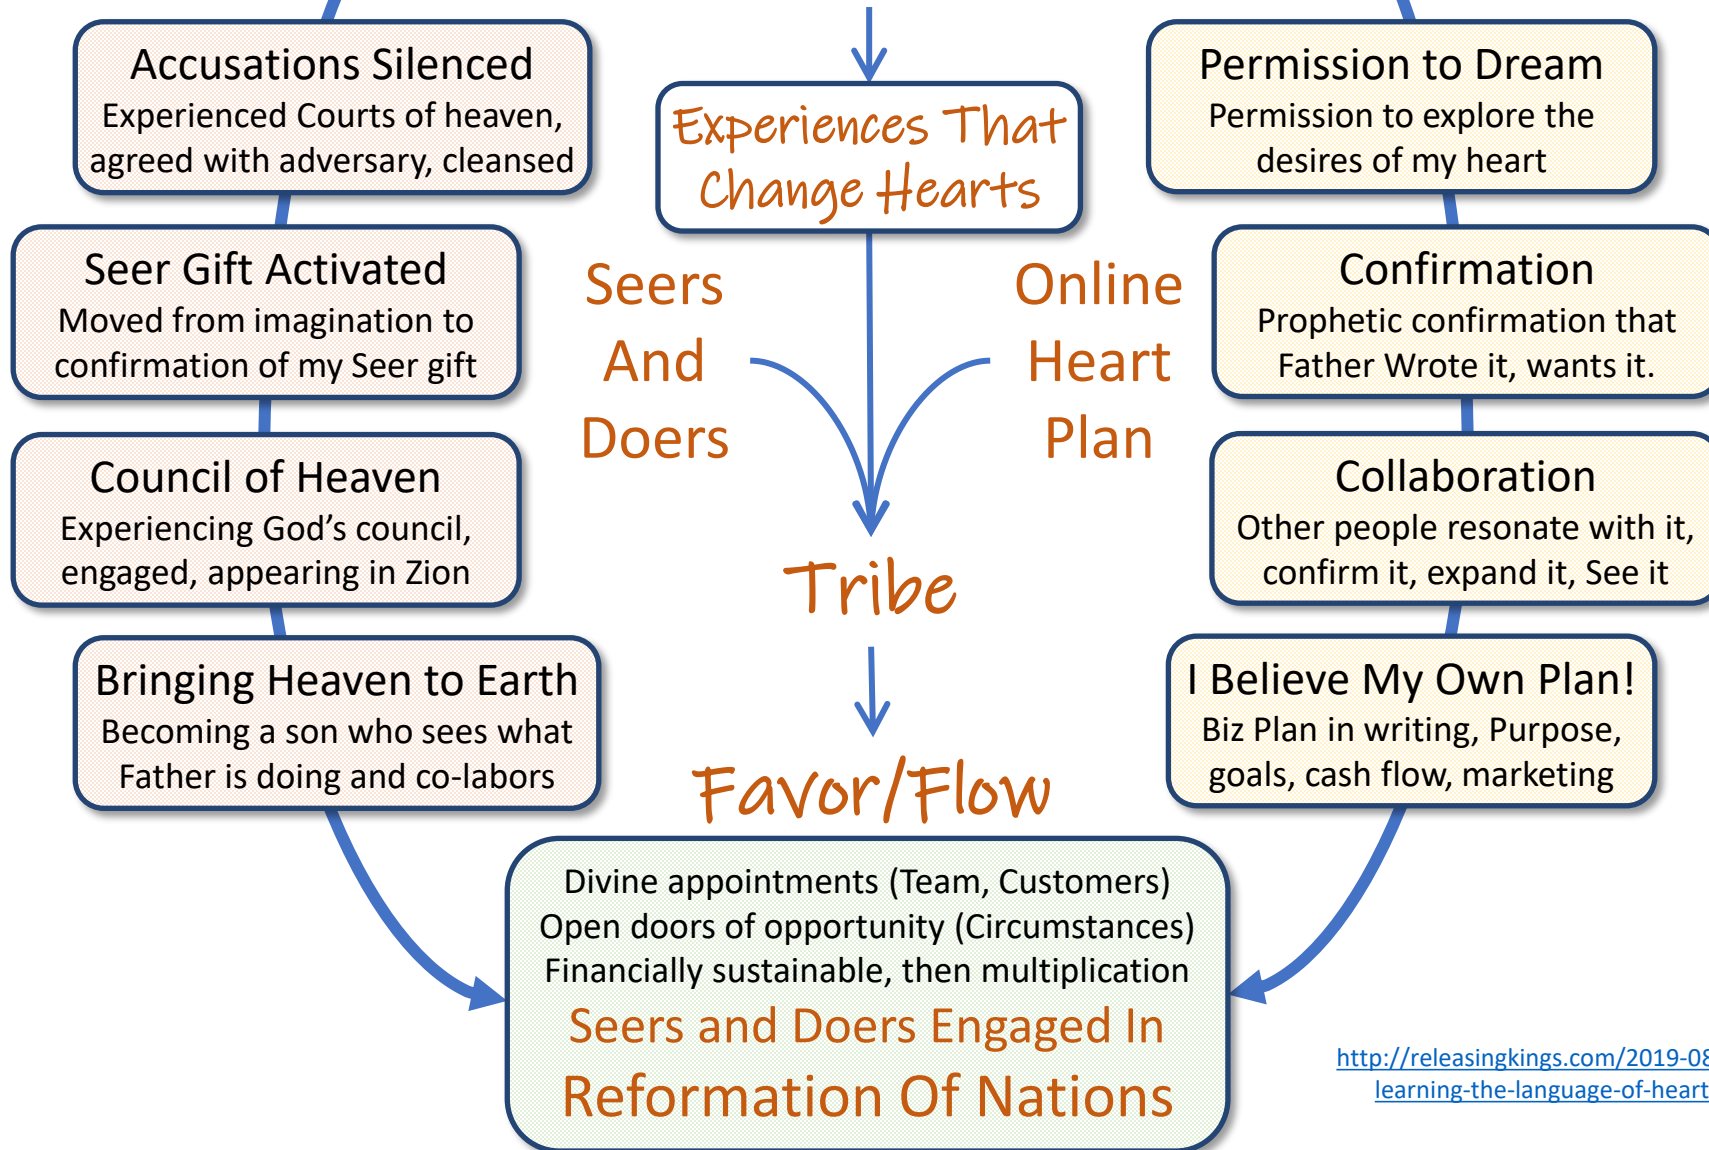 Accusations Silenced
Experienced Courts of heaven,
agreed with adversary, cleansed
Seer Gift Activated
Moved from imagination to
confirmation of my Seer gift
Council of Heaven
Experiencing God’s council,
engaged, appearing in Zion
Bringing Heaven to Earth
Becoming a son who sees what
Father is doing and co-labors
Experiences That
Change Hearts
Seers
And
Doers
Online
Heart
Plan
Tribe
Favor/Flow
Permission to Dream
Permission to explore the
desires of my heart
Confirmation
Prophetic confirmation that
Father Wrote it, wants it.
Collaboration
Other people resonate with it,
confirm it, expand it, See it
I Believe My Own Plan!
Biz Plan in writing, Purpose,
goals, cash flow, marketing
Divine appointments (Team, Customers)
Open doors of opportunity (Circumstances)
Financially sustainable, then multiplication
Seers and Doers Engaged In
Reformation Of Nations
http://releasingkings.com/2019-08
learning-the-language-of-heart